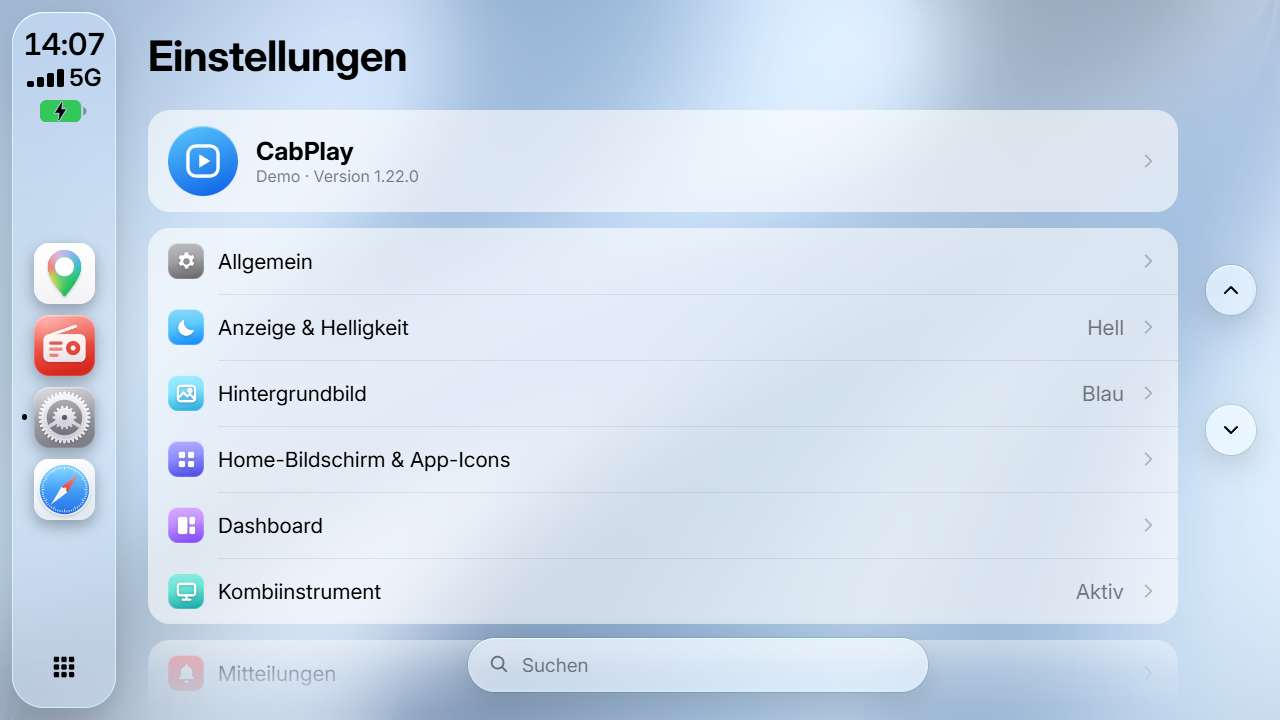 14:07
5G
Einstellungen
CabPlay
Demo · Version 1.22.0
Allgemein
Anzeige & Helligkeit Hell
Hintergrundbild Blau
Home-Bildschirm & App-Icons
Dashboard
Kombiinstrument Aktiv
Mitteilungen
Suchen